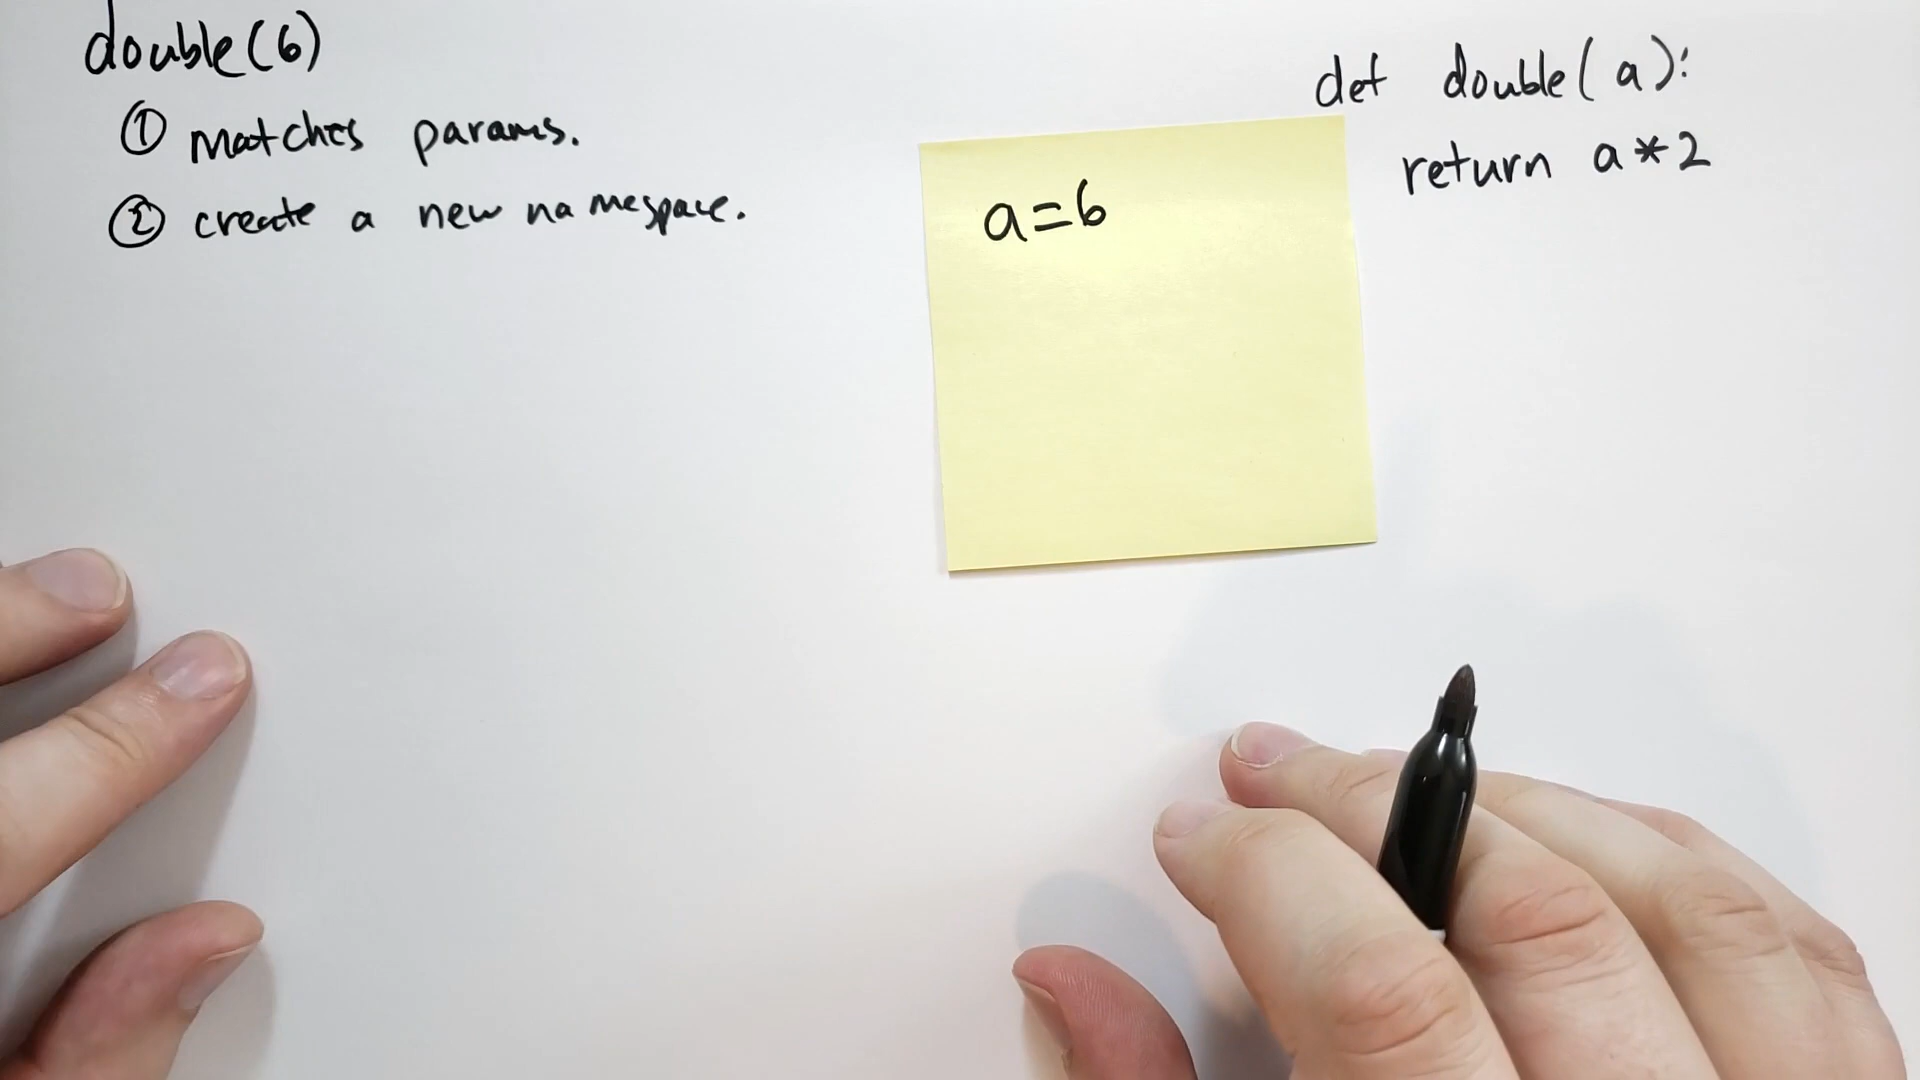 double(6)
① matches params.
② create a new namespace.
a=6
def double(a):
return a*2